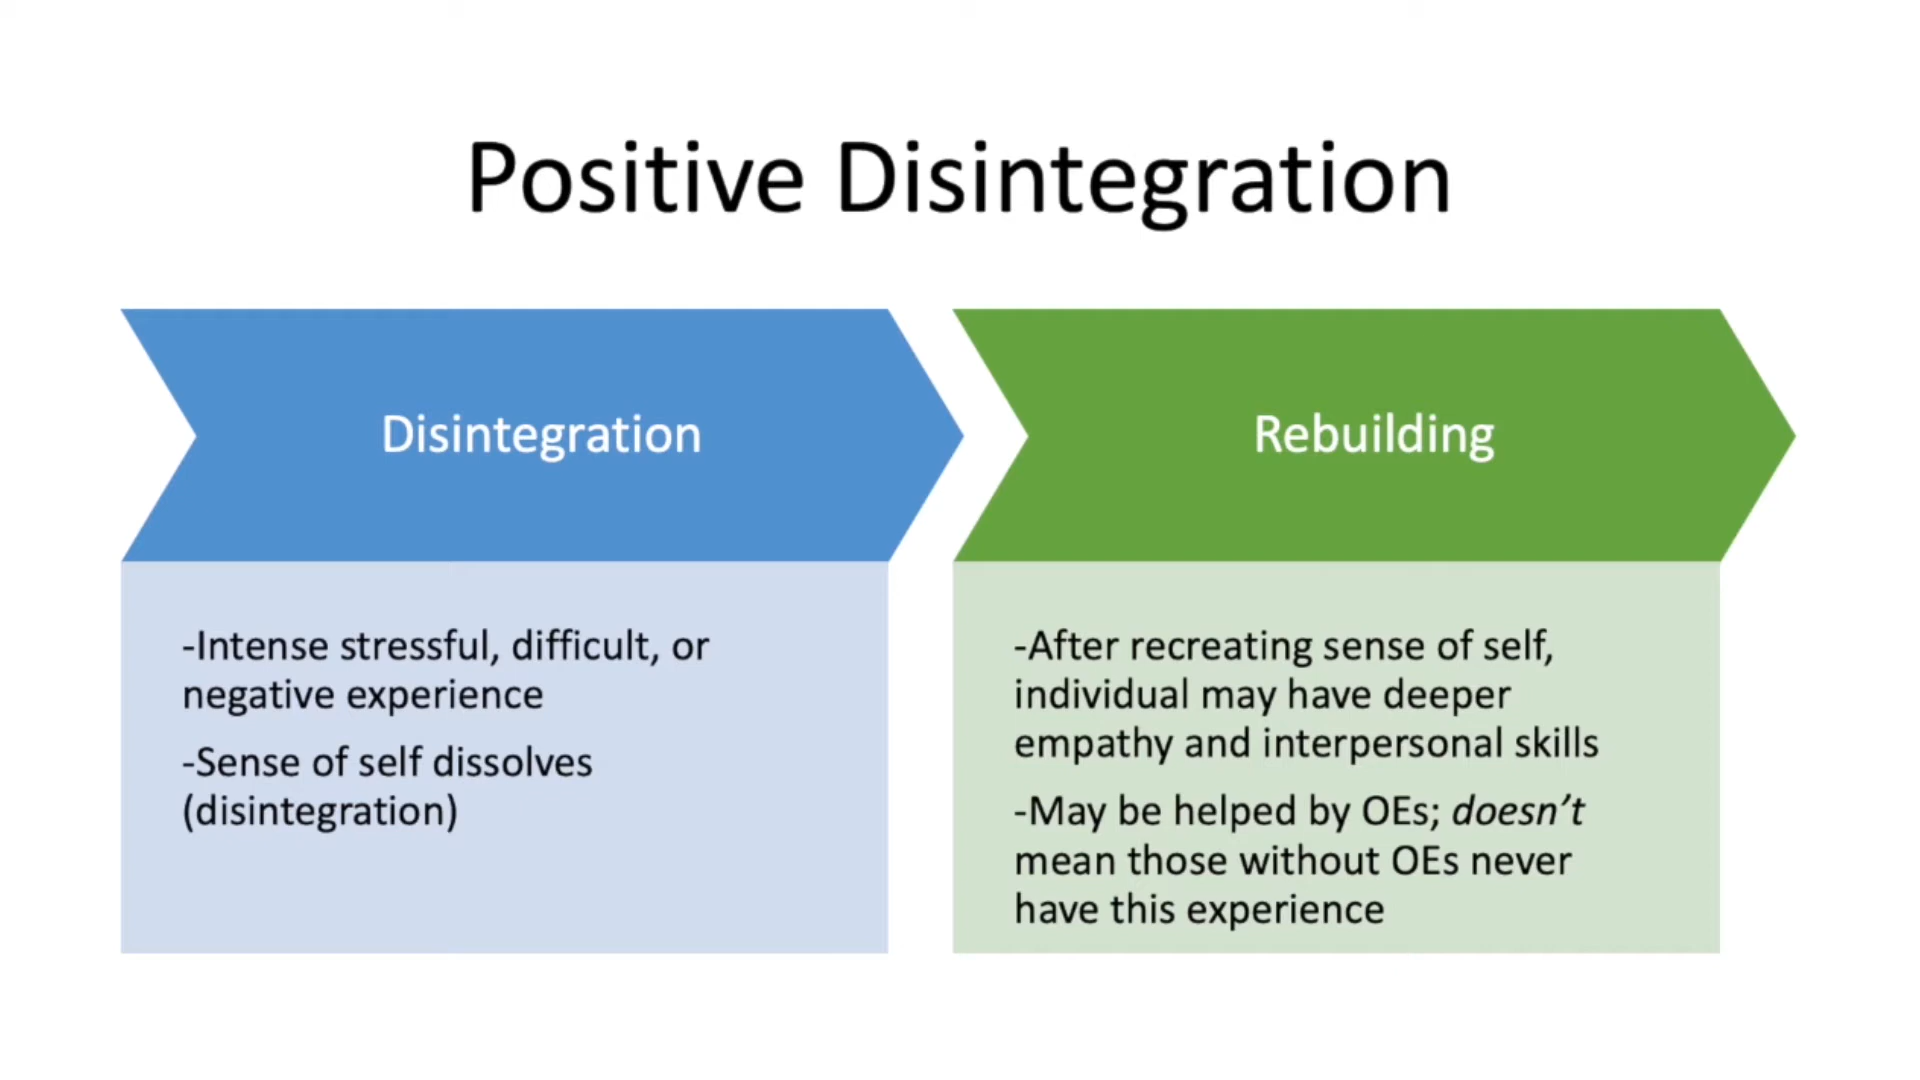 Positive Disintegration
Disintegration
-Intense stressful, difficult, or
negative experience
-Sense of self dissolves
(disintegration)
Rebuilding
-After recreating sense of self,
individual may have deeper
empathy and interpersonal skills
-May be helped by OEs; doesn’t
mean those without OEs never
have this experience